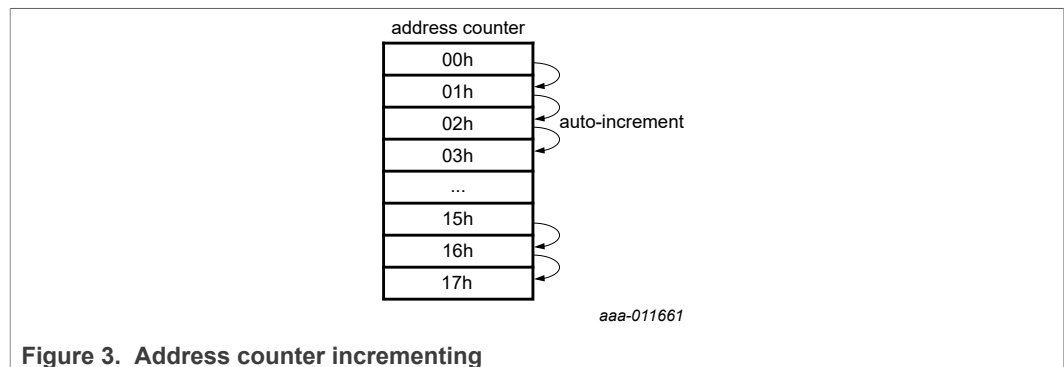 address counter
00h
01h
02h
auto-increment
03h
...
15h
16h
17h
aaa-011661
Figure 3. Address counter incrementing